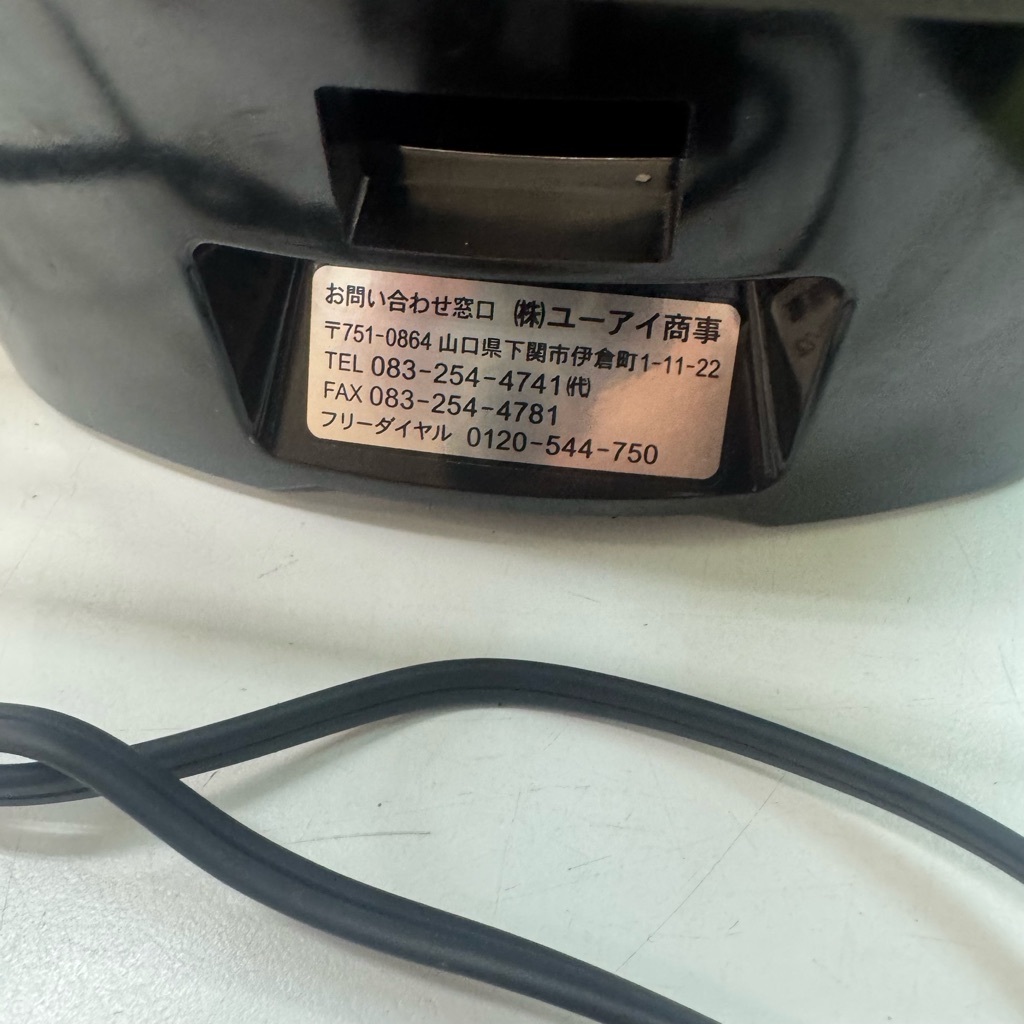 お問い合わせ窓口 ㈱ユーアイ商事
〒751-0864 山口県下関市伊倉町1-11-22
TEL 083-254-4741㈹
FAX 083-254-4781
フリーダイヤル 0120-544-750